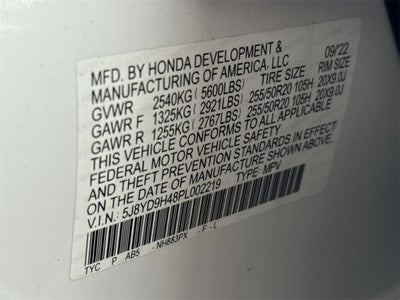 MFD. BY HONDA DEVELOPMENT & 09/22
MANUFACTURING OF AMERICA, LLC
TIRE SIZE RIM SIZE
GVWR 2540KG (5600LBS)
GAWR F 1325KG (2921LBS) 255/50R20 105H 20X9.0J
GAWR R 1255KG (2767LBS) 255/50R20 105H 20X9.0J
THIS VEHICLE CONFORMS TO ALL APPLICABLE
FEDERAL MOTOR VEHICLE SAFETY
AND THEFT PREVENTION STANDARDS IN EFFECT
ON THE DATE OF MANUFACTURE SHOWN ABOVE.
V.I.N.: 5J8YD9H48PL002219 TYPE: MPV
TYC P AB5 - NH883PX - F - L